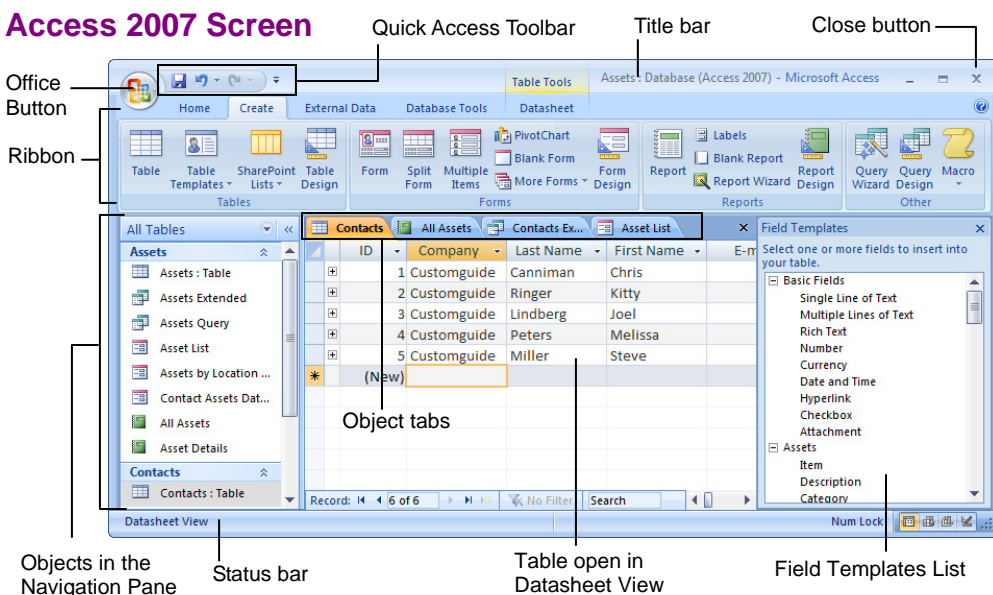 Access 2007 Screen
Quick Access Toolbar
Title bar
Close button
Office
Button
Table Tools
Assets : Database (Access 2007) - Microsoft Access
Home
Create
External Data
Database Tools
Datasheet
Ribbon
Table
Table
Templates
SharePoint
Lists
Table
Design
Tables
Form
Split
Form
Multiple
Items
PivotChart
Blank Form
More Forms
Form
Design
Forms
Report
Labels
Blank Report
Report Wizard
Report
Design
Reports
Query
Wizard
Query
Design
Macro
Other
All Tables
Assets
Assets : Table
Assets Extended
Assets Query
Asset List
Assets by Location ...
Contact Assets Dat...
All Assets
Asset Details
Contacts
Contacts : Table
Contacts
All Assets
Contacts Ex...
Asset List
ID Company Last Name First Name E-m
1 Customguide Canniman Chris
2 Customguide Ringer Kitty
3 Customguide Lindberg Joel
4 Customguide Peters Melissa
5 Customguide Miller Steve
(New)
Object tabs
Record: 6 of 6 No Filter Search
Field Templates
Select one or more fields to insert into
your table.
Basic Fields
Single Line of Text
Multiple Lines of Text
Rich Text
Number
Currency
Date and Time
Hyperlink
Checkbox
Attachment
Assets
Item
Description
Category
Datasheet View
Num Lock
Objects in the
Navigation Pane
Status bar
Table open in
Datasheet View
Field Templates List